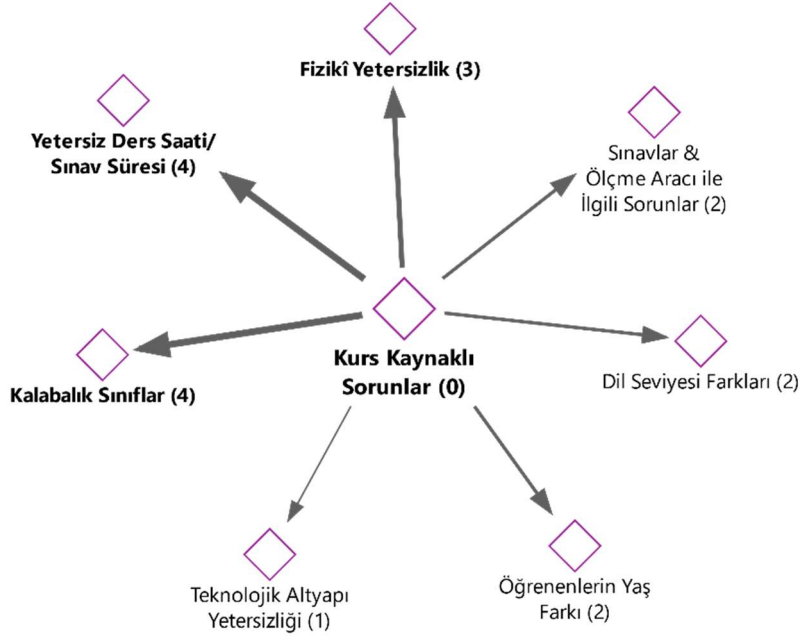 Fizikî Yetersizlik (3)
Yetersiz Ders Saati/
Sınav Süresi (4)
Sınavlar &
Ölçme Aracı ile
İlgili Sorunlar (2)
Kurs Kaynaklı
Sorunlar (0)
Kalabalık Sınıflar (4)
Dil Seviyesi Farkları (2)
Teknolojik Altyapı
Yetersizliği (1)
Öğrenenlerin Yaş
Farkı (2)